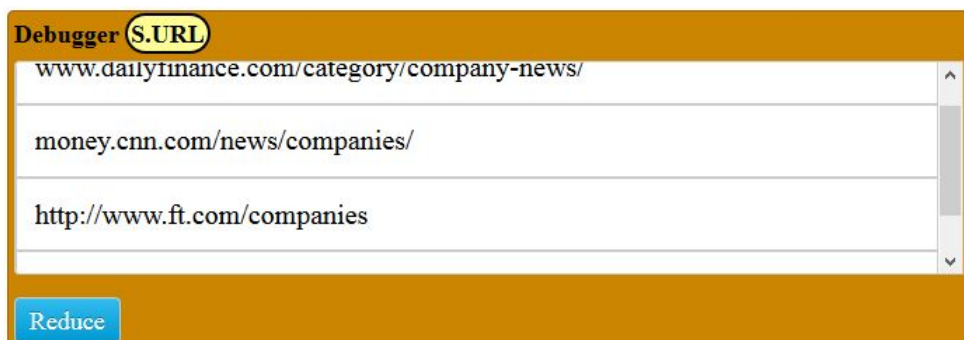 Debugger S.URL
www.dailyfinance.com/category/company-news/
money.cnn.com/news/companies/
http://www.ft.com/companies
Reduce